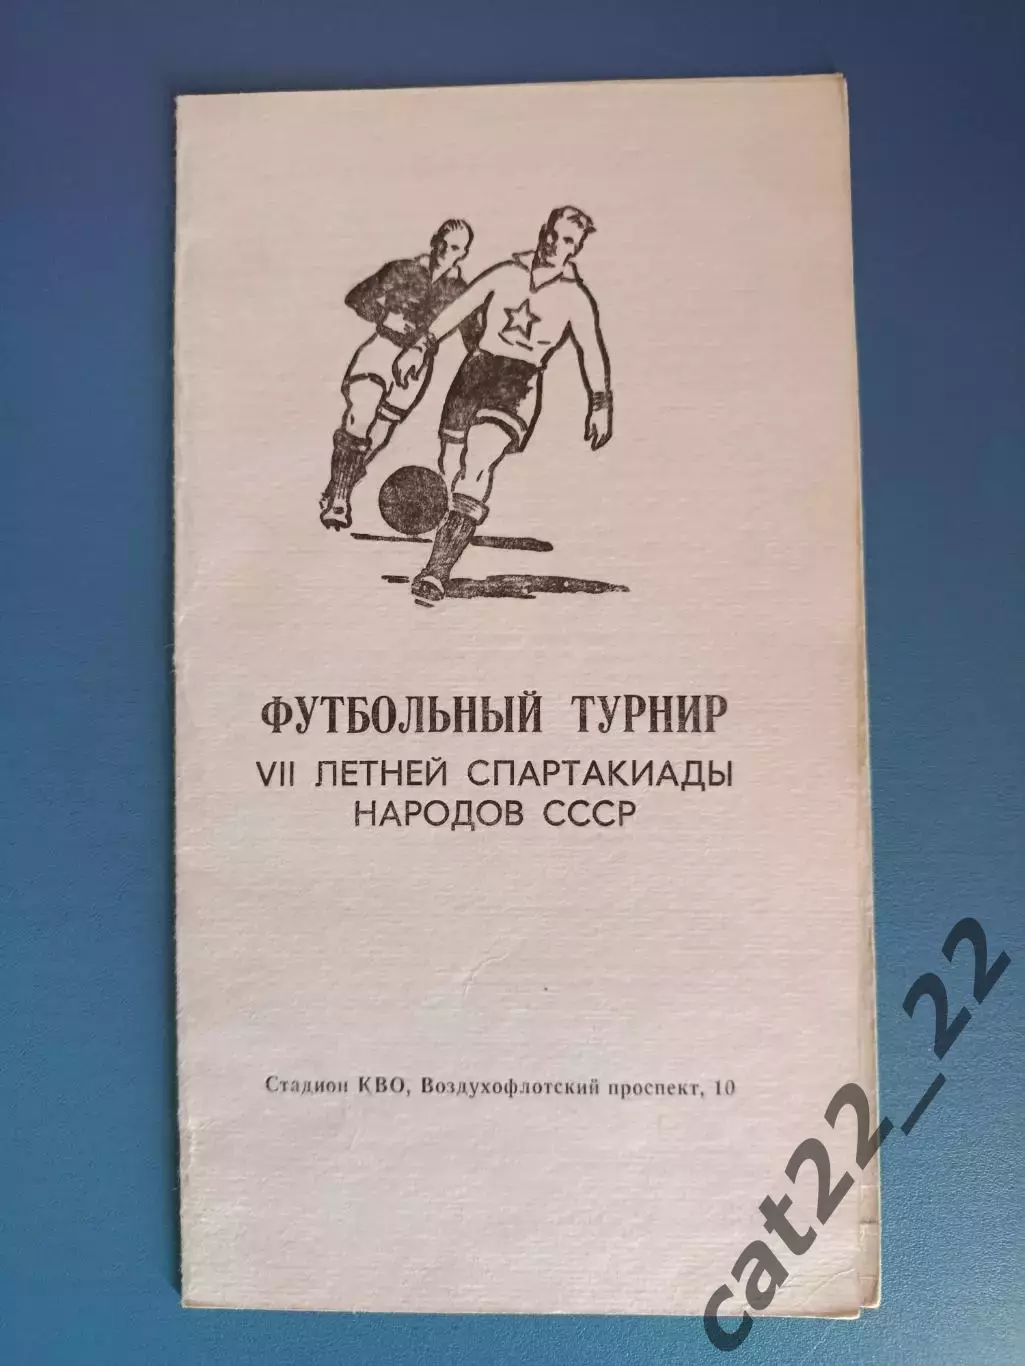 ФУТБОЛЬНЫЙ ТУРНИР
VII ЛЕТНЕЙ СПАРТАКИАДЫ
НАРОДОВ СССР
Стадион КВО, Воздухофлотский проспект, 10
cat22_22